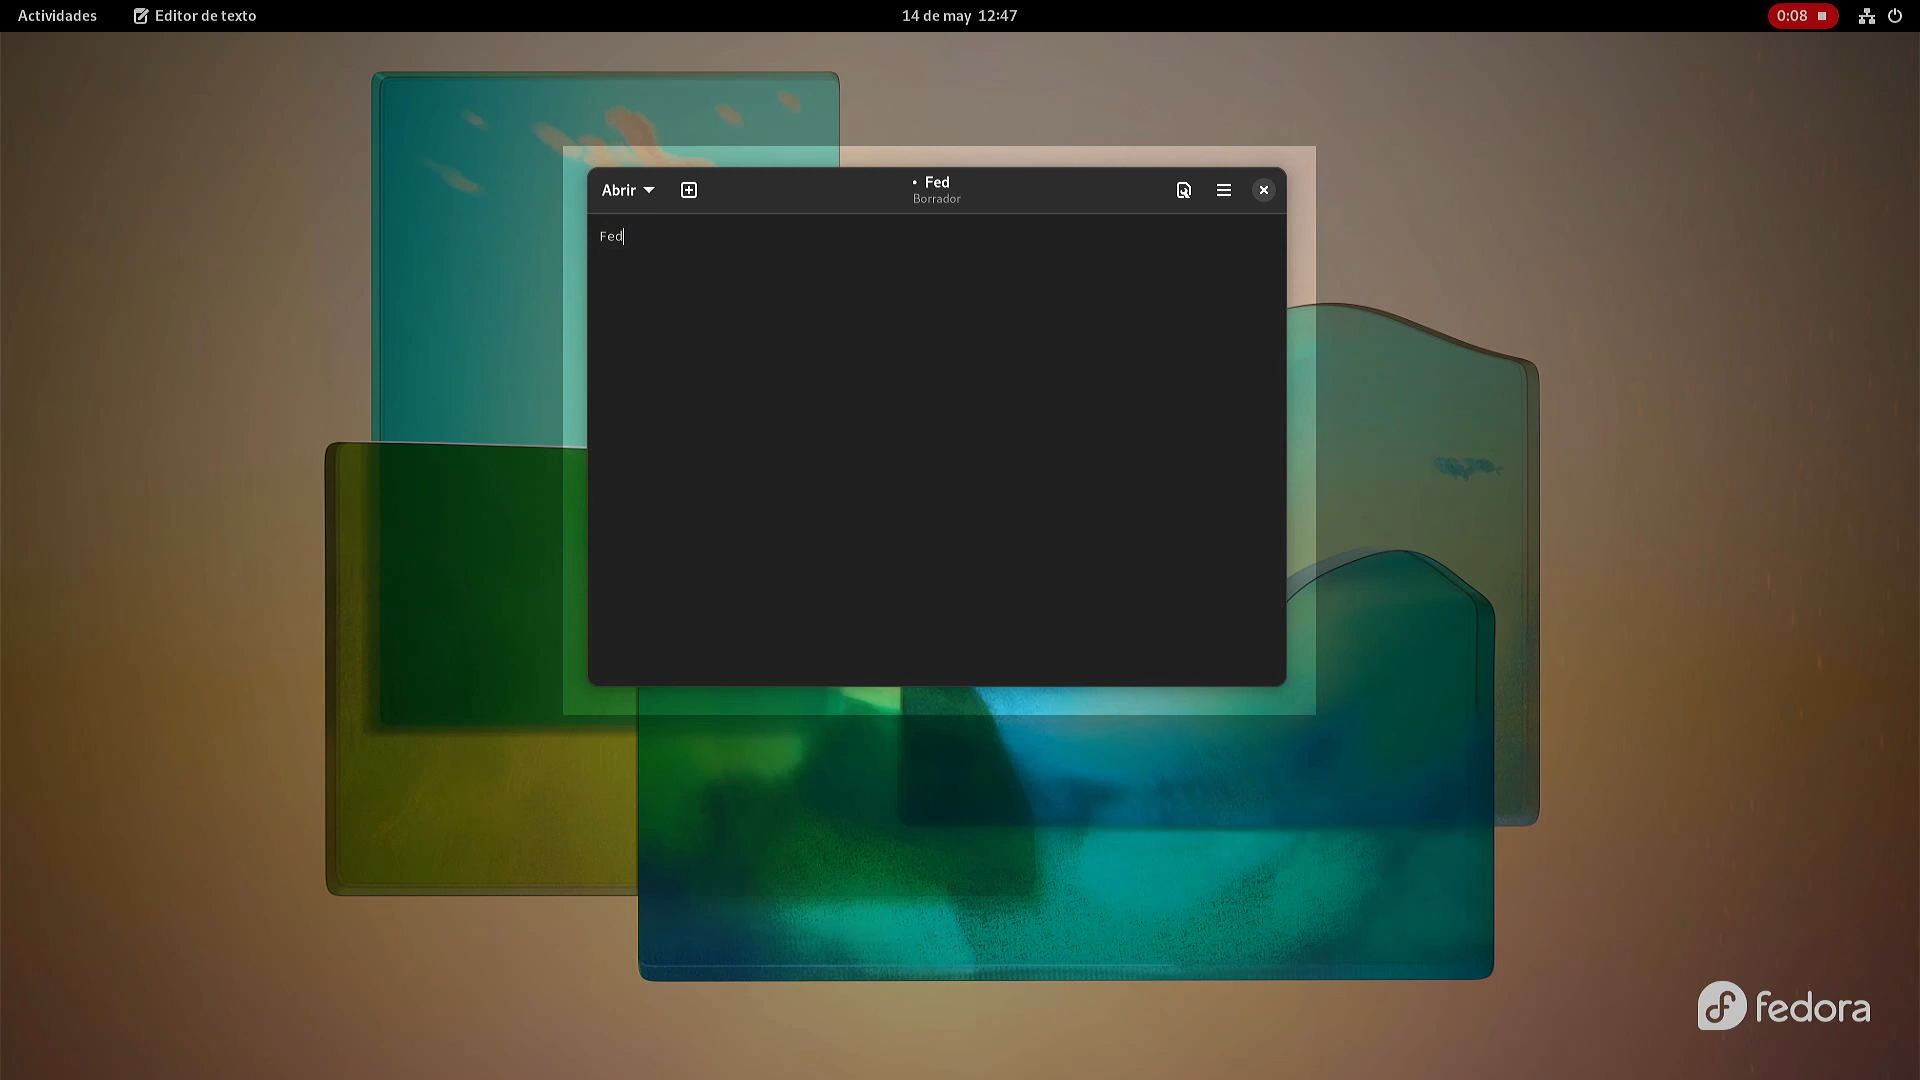 Actividades
Editor de texto
14 de may 12:47
0:08
Abrir
• Fed
Borrador
Fed
fedora